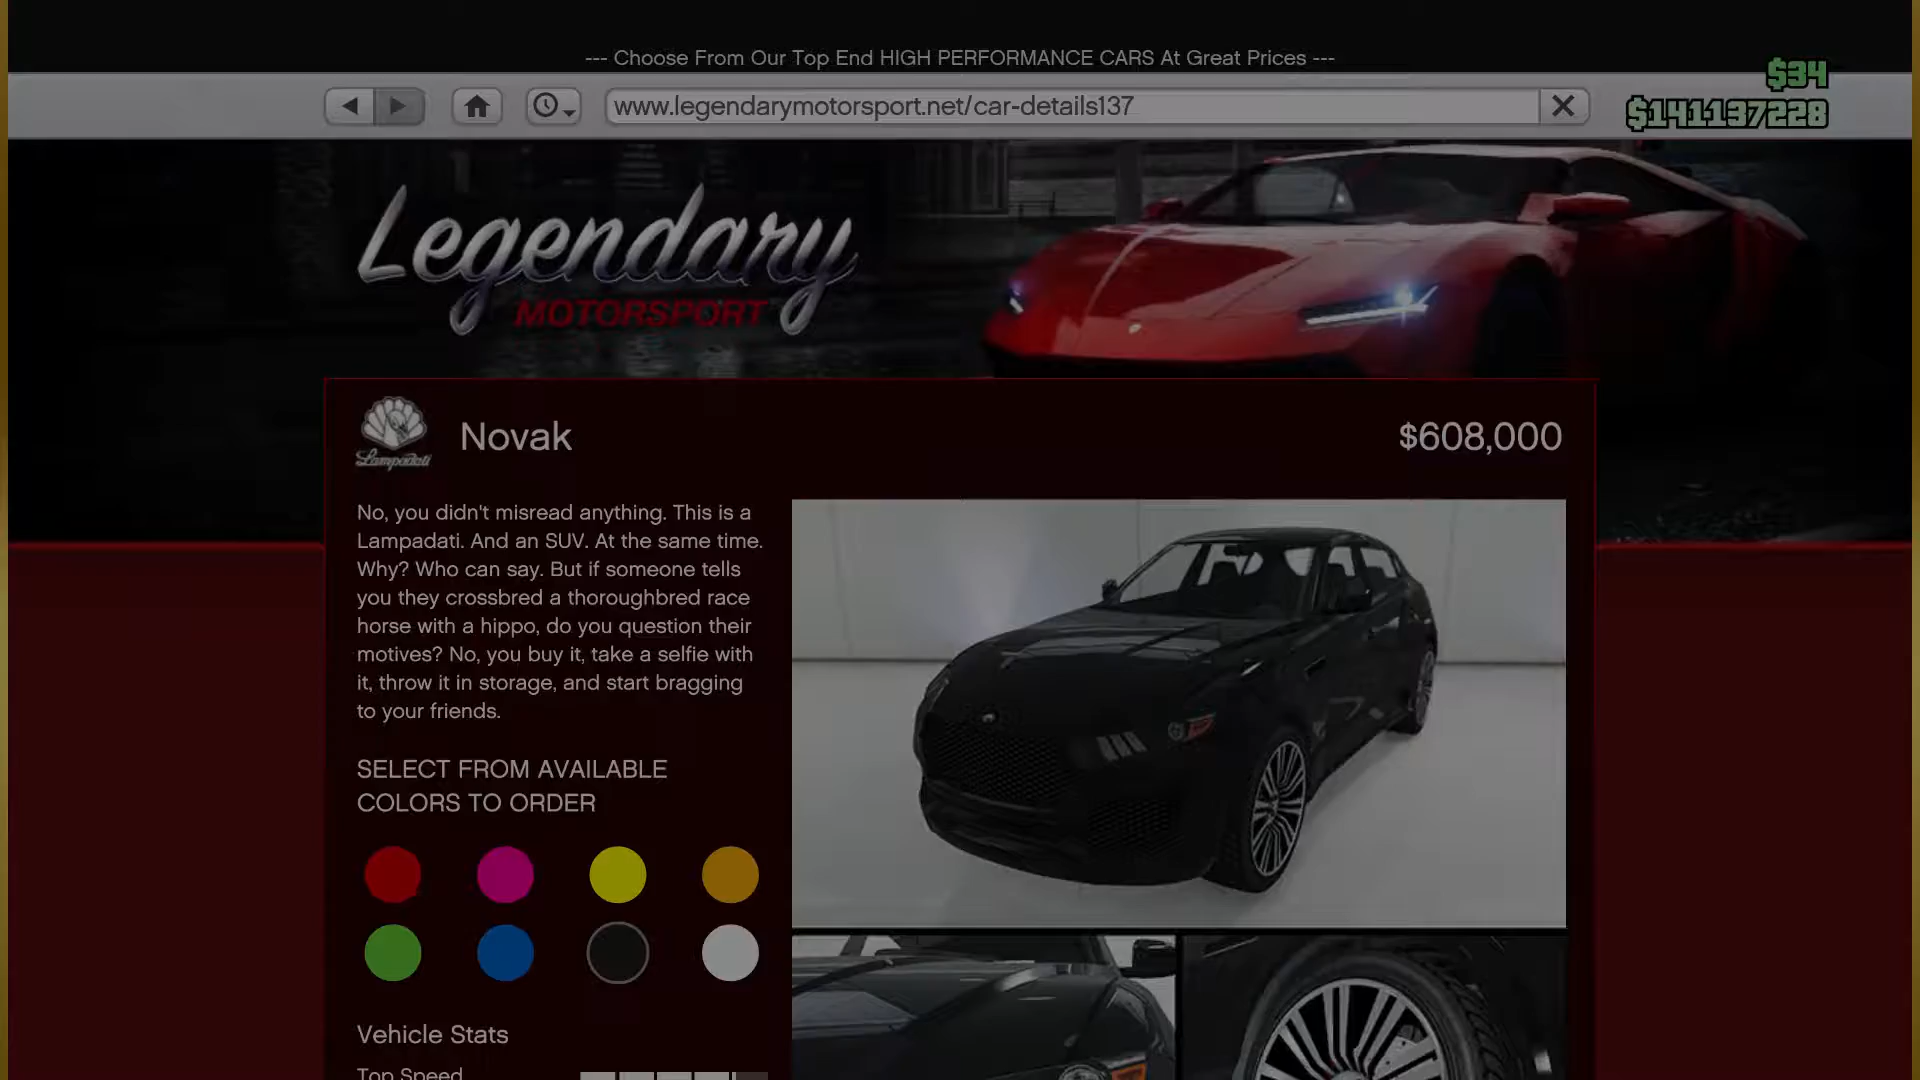 --- Choose From Our Top End HIGH PERFORMANCE CARS At Great Prices ---
$34
www.legendarymotorsport.net/car-details137
$141137228
Legendary
MOTORSPORT
Lampadati
Novak
$608,000
No, you didn't misread anything. This is a
Lampadati. And an SUV. At the same time.
Why? Who can say. But if someone tells
you they crossbred a thoroughbred race
horse with a hippo, do you question their
motives? No, you buy it, take a selfie with
it, throw it in storage, and start bragging
to your friends.
SELECT FROM AVAILABLE
COLORS TO ORDER
Vehicle Stats
Top Speed